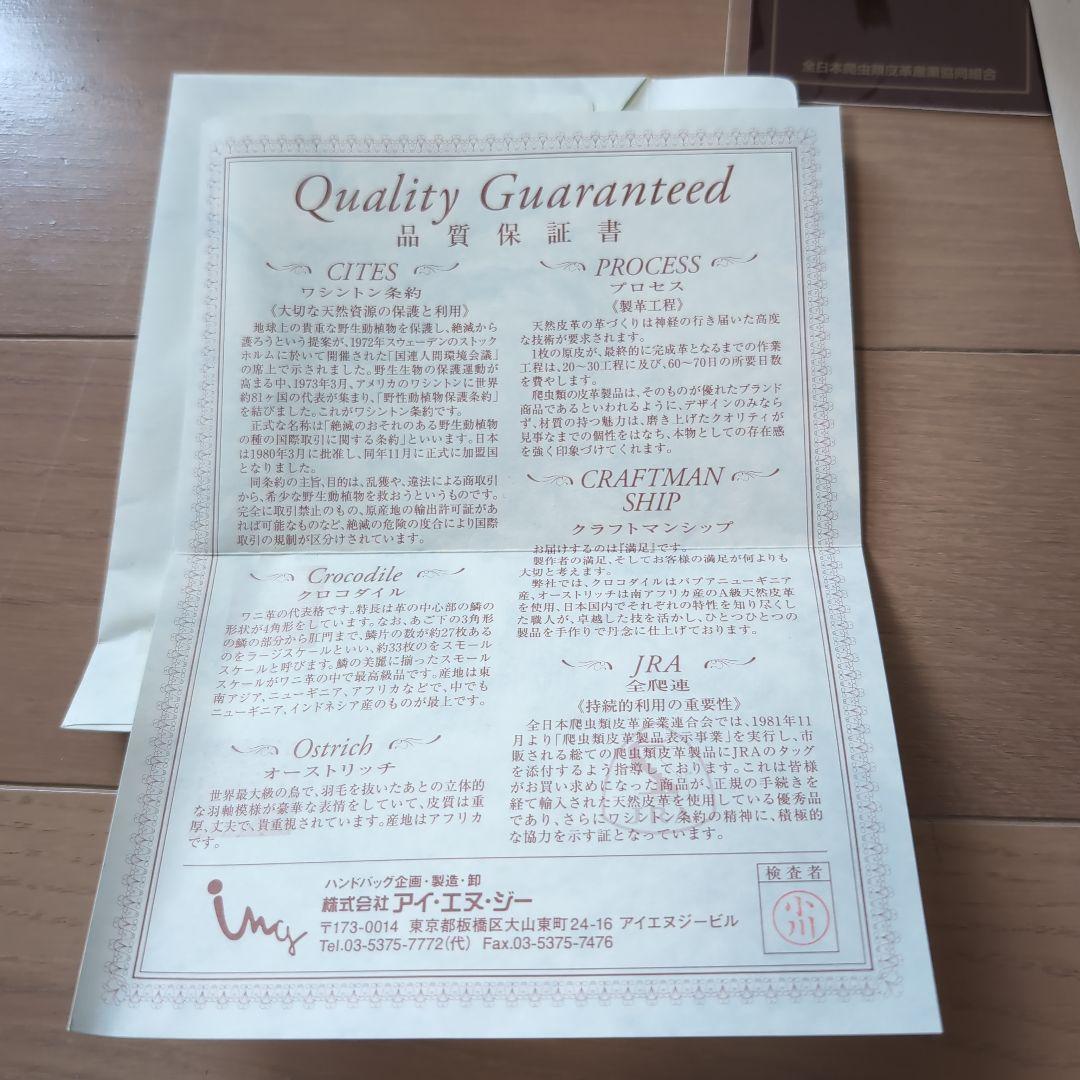 全日本爬虫類皮革産業協同組合
Quality Guaranteed
品質保証書
CITES
ワシントン条約
《大切な天然資源の保護と利用》
地球上の貴重な野生動植物を保護し、絶滅から
護ろうという提案が、1972年スウェーデンのストック
ホルムに於いて開催された「国連人間環境会議」
の席上で示されました。野生生物の保護運動が
高まる中、1973年3月、アメリカのワシントンに世界
約81ヶ国の代表が集まり、「野性動植物保護条約」
を結びました。これがワシントン条約です。
正式な名称は「絶滅のおそれのある野生動植物
の種の国際取引に関する条約」といいます。日本
は1980年3月に批准し、同年11月に正式に加盟国
となりました。
同条約の主旨、目的は、乱獲や、違法による商取引
から、希少な野生動植物を救おうというものです。
完全に取引禁止のもの、原産地の輸出許可証があ
れば可能なものなど、絶滅の危険の度合により国際
取引の規制が区分けされています。
Crocodile
クロコダイル
ワニ革の代表格です。特長は革の中心部の鱗の
形状が4角形をしています。なお、あご下の3角形
の鱗の部分から肛門まで、鱗片の数が約27枚ある
のをラージスケールといい、約33枚のをスモール
スケールと呼びます。鱗の美麗に揃ったスモール
スケールがワニ革の中で最高級品です。産地は東
南アジア、ニューギニア、アフリカなどで、中でも
ニューギニア、インドネシア産のものが最上です。
Ostrich
オーストリッチ
世界最大級の鳥で、羽毛を抜いたあとの立体的
な羽軸模様が豪華な表情をしていて、皮質は重
厚、丈夫で、貴重視されています。産地はアフリカ
です。
PROCESS
プロセス
《製革工程》
天然皮革の革づくりは神経の行き届いた高度
な技術が要求されます。
1枚の原皮が、最終的に完成革となるまでの作業
工程は、20〜30工程に及び、60〜70日の所要日数
を費やします。
爬虫類の皮革製品は、そのものが優れたブランド
商品であるといわれるように、デザインのみなら
ず、材質の持つ魅力は、磨き上げたクオリティが
見事なまでの個性をはなち、本物としての存在感
を強く印象づけてくれます。
CRAFTMAN
SHIP
クラフトマンシップ
お届けするのは『満足』です。
製作者の満足、そしてお客様の満足が何よりも
大切と考えます。
弊社では、クロコダイルはパプアニューギニア
産、オーストリッチは南アフリカ産のA級天然皮革
を使用、日本国内でそれぞれの特性を知り尽くし
た職人が、卓越した技を活かし、ひとつひとつの
製品を手作りで丹念に仕上げております。
JRA
全爬連
《持続的利用の重要性》
全日本爬虫類皮革産業連合会では、1981年11
月より「爬虫類皮革製品表示事業」を実行し、市
販される総ての爬虫類皮革製品にJRAのタッグ
を添付するよう指導しております。これは皆様
がお買い求めになった商品が、正規の手続きを
経て輸入された天然皮革を使用している優秀品
であり、さらにワシントン条約の精神に、積極的
な協力を示す証となっています。
JRA
ing
ハンドバッグ企画・製造・卸
株式会社 アイ・エヌ・ジー
〒173-0014 東京都板橋区大山東町24-16 アイエヌジービル
Tel.03-5375-7772(代) Fax.03-5375-7476
検査者
小川